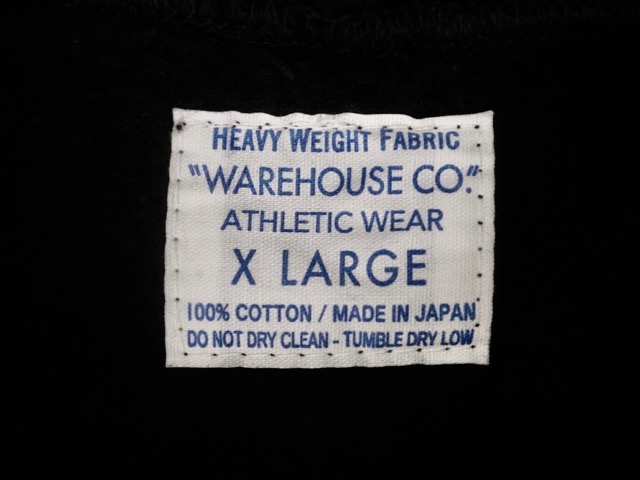 HEAVY WEIGHT FABRIC
"WAREHOUSE CO."
ATHLETIC WEAR
X LARGE
100% COTTON / MADE IN JAPAN
DO NOT DRY CLEAN - TUMBLE DRY LOW